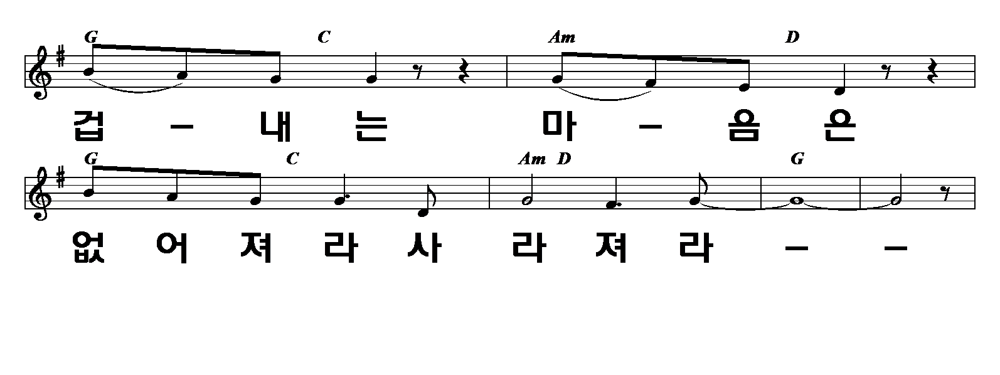 G C Am D
겁 - 내 는 마 - 음 은
G C Am D G
없 어 져 라 사 라 져 라 - -